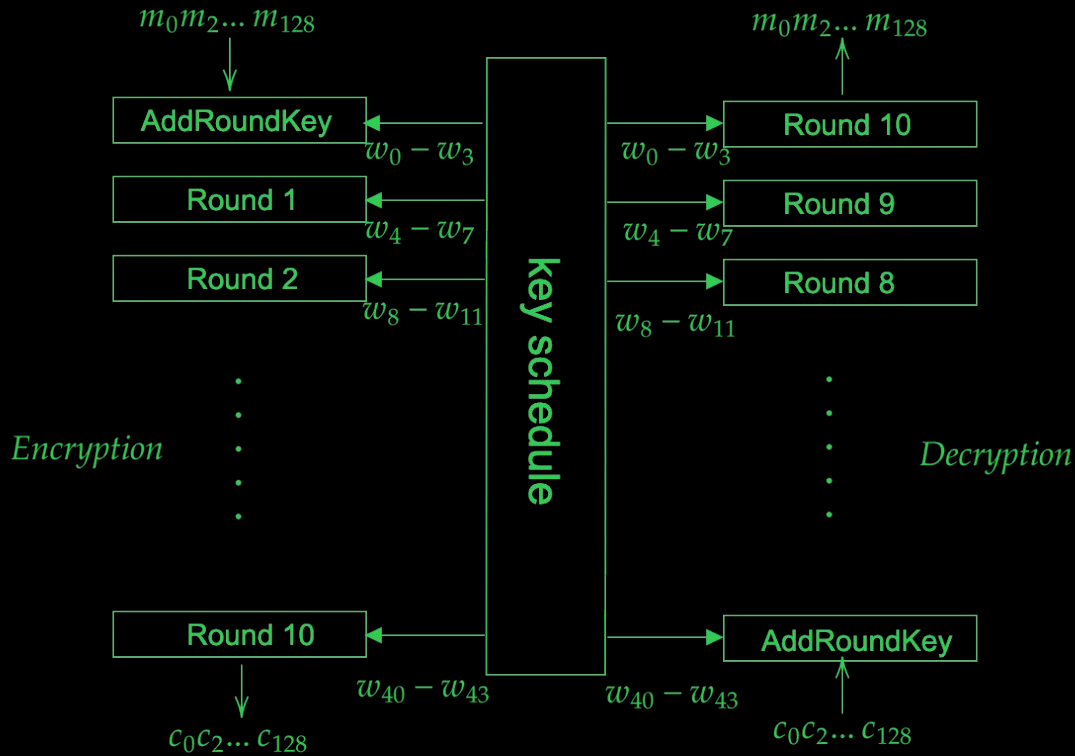 m₀m₂... m₁₂₈
AddRoundKey
w₀ − w₃
Round 1
w₄ − w₇
Round 2
w₈ − w₁₁
Encryption
Round 10
w₄₀ − w₄₃
c₀c₂... c₁₂₈
key schedule
m₀m₂... m₁₂₈
Round 10
w₀ − w₃
Round 9
w₄ − w₇
Round 8
w₈ − w₁₁
Decryption
AddRoundKey
w₄₀ − w₄₃
c₀c₂... c₁₂₈